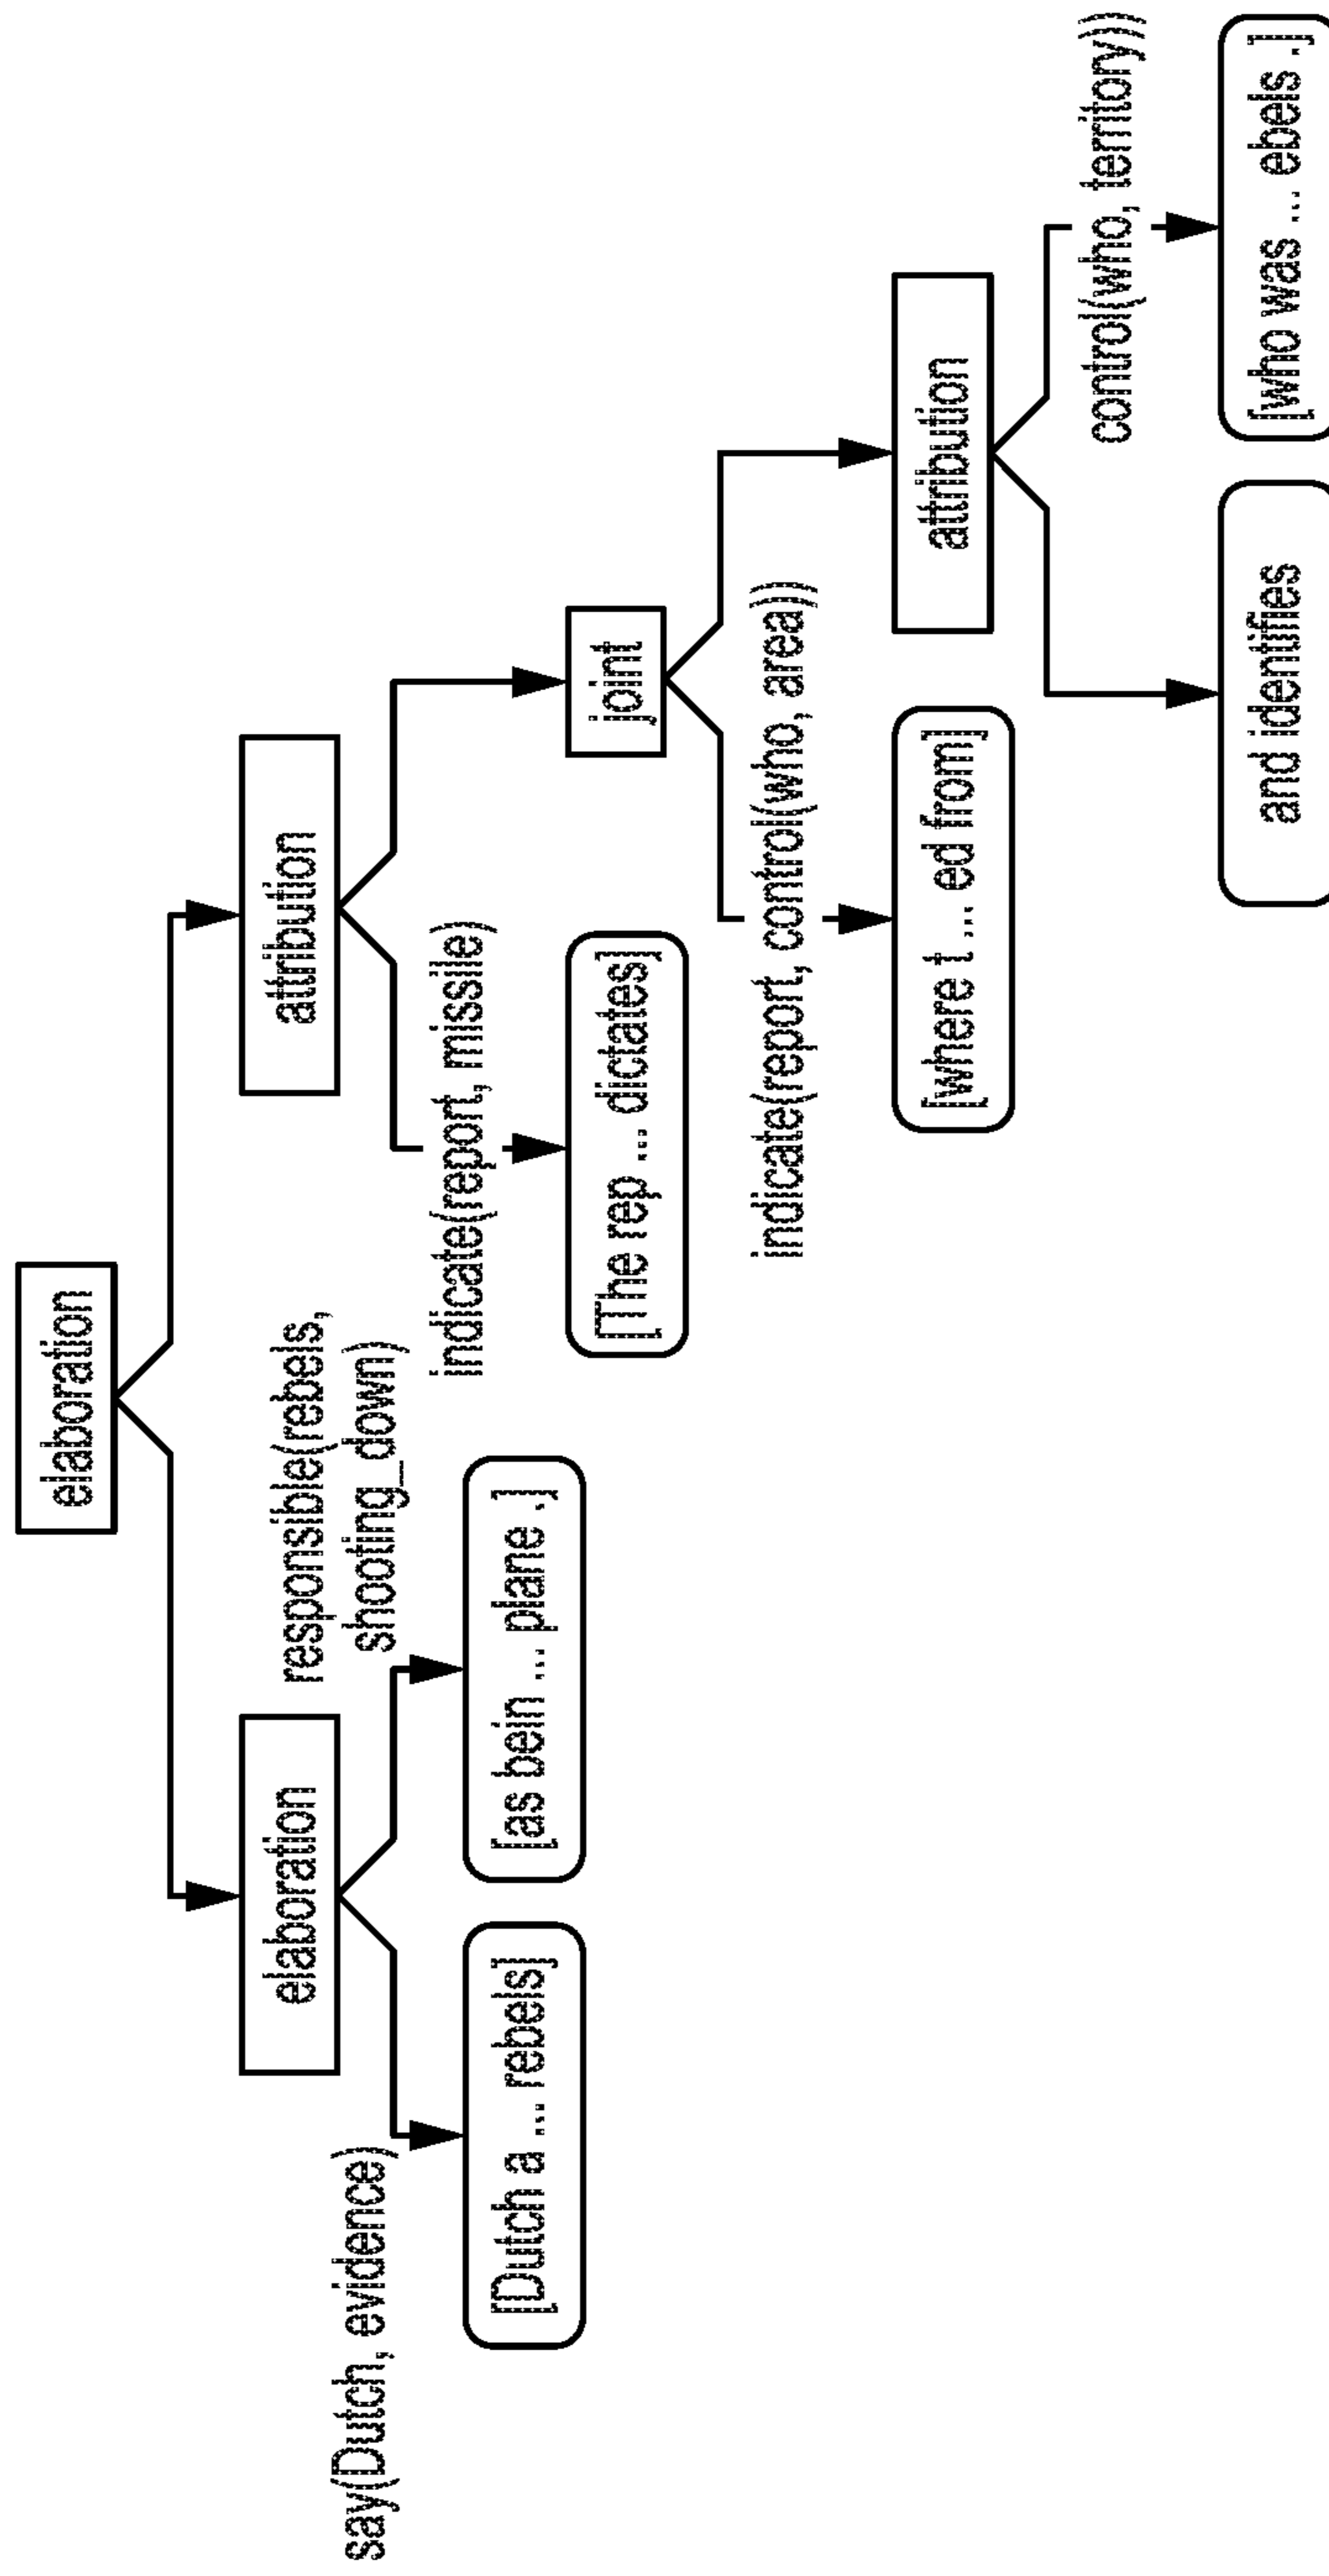 elaboration
elaboration
attribution
say(Dutch, evidence)
responsible(rebels,
shooting_down)
indicate(report, missile)
[Dutch a ... rebels]
[as bein ... plane ,]
[The rep ... dictates]
joint
indicate(report, control(who, area))
[where t ... ed from]
attribution
control(who, territory))
and identifies
[who was ... ebels .]